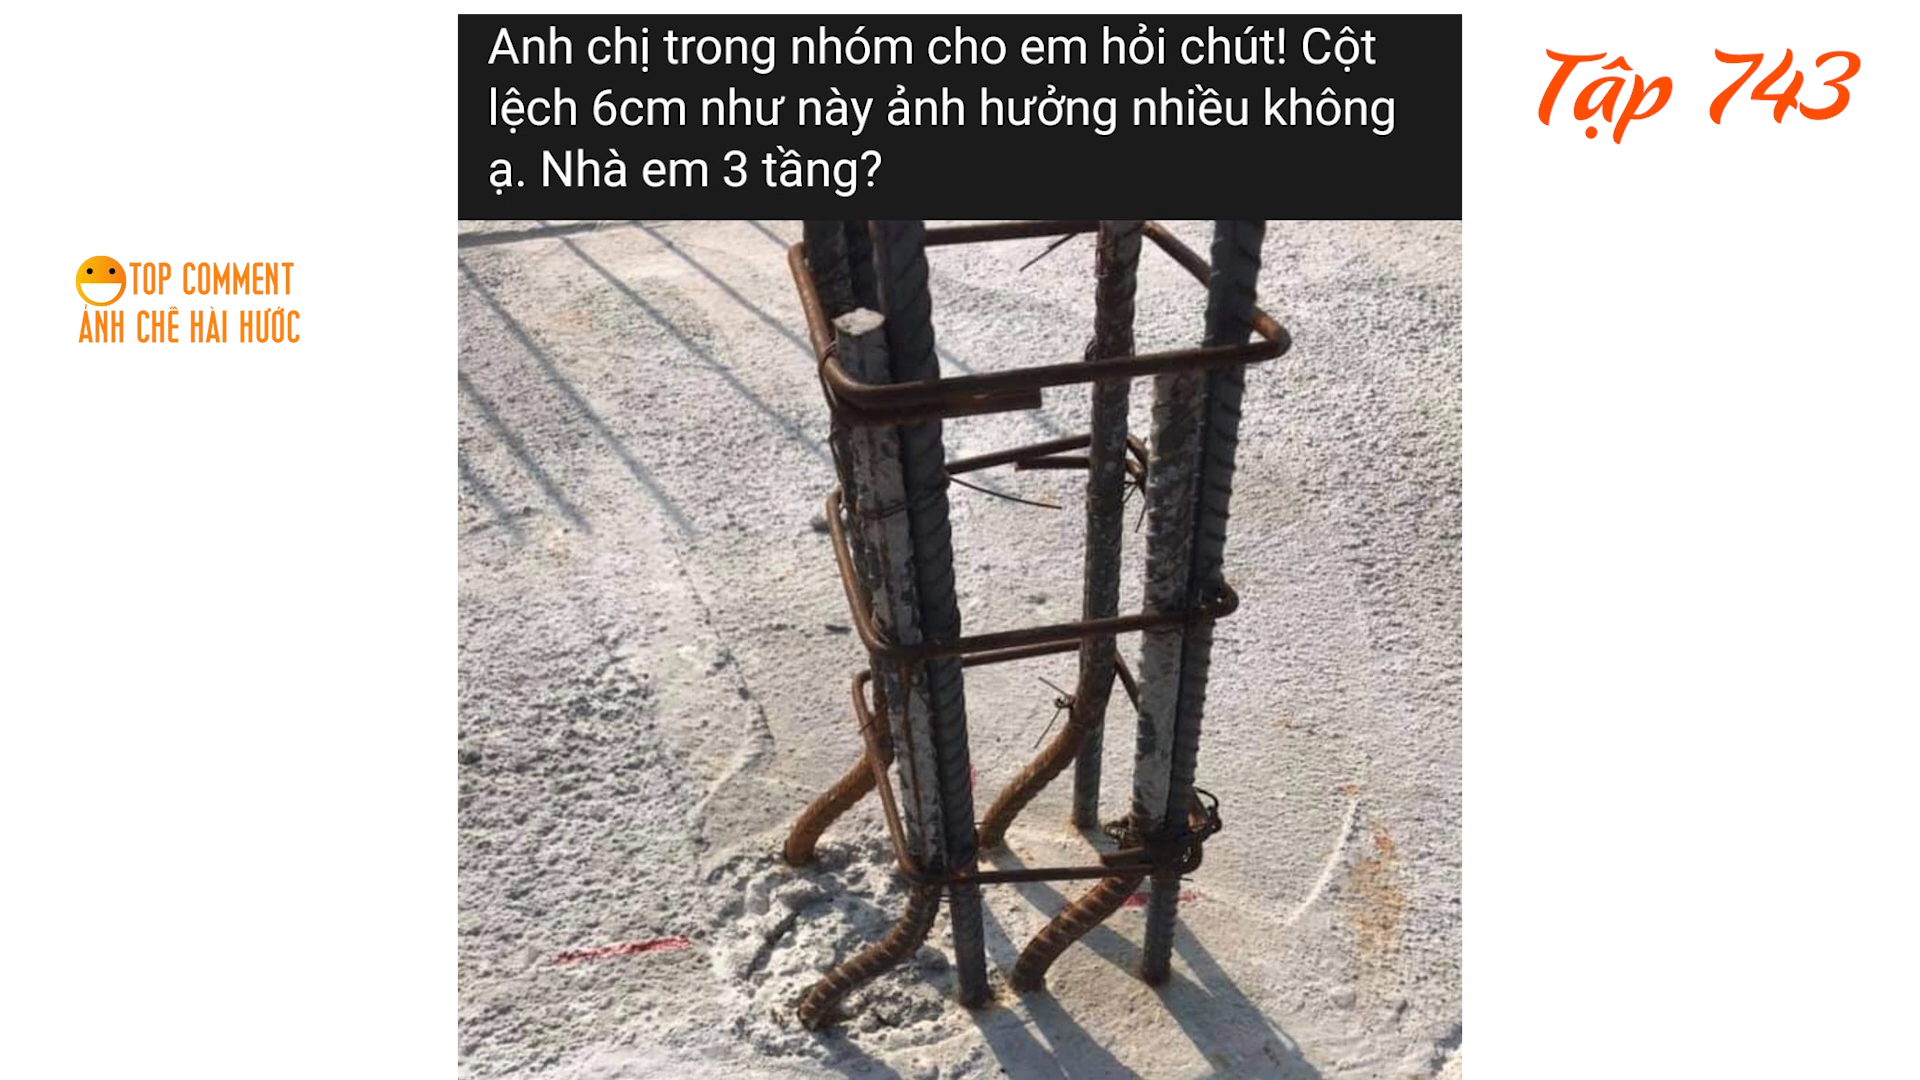 Anh chị trong nhóm cho em hỏi chút! Cột
lệch 6cm như này ảnh hưởng nhiều không
ạ. Nhà em 3 tầng?
Tập 743
TOP COMMENT
ẢNH CHẾ HÀI HƯỚC